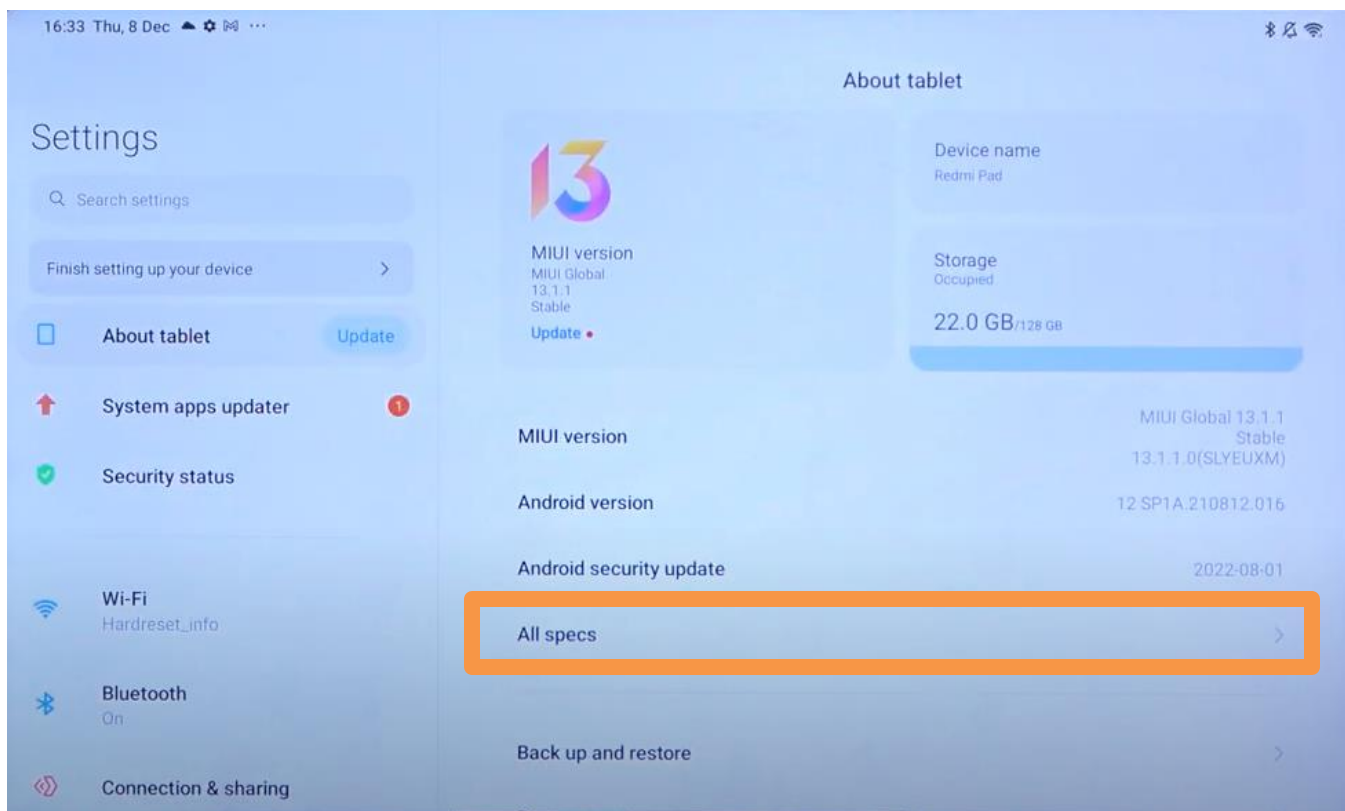 16:33 Thu, 8 Dec
About tablet
Settings
Search settings
Finish setting up your device
About tablet
Update
System apps updater
1
Security status
Wi-Fi
Hardreset_info
Bluetooth
On
Connection & sharing
13
MIUI version
MIUI Global
13.1.1
Stable
Update
Device name
Redmi Pad
Storage
Occupied
22.0 GB/128 GB
MIUI version
MIUI Global 13.1.1
Stable
13.1.1.0(SLYEUXM)
Android version
12 SP1A.210812.016
Android security update
2022-08-01
All specs
Back up and restore